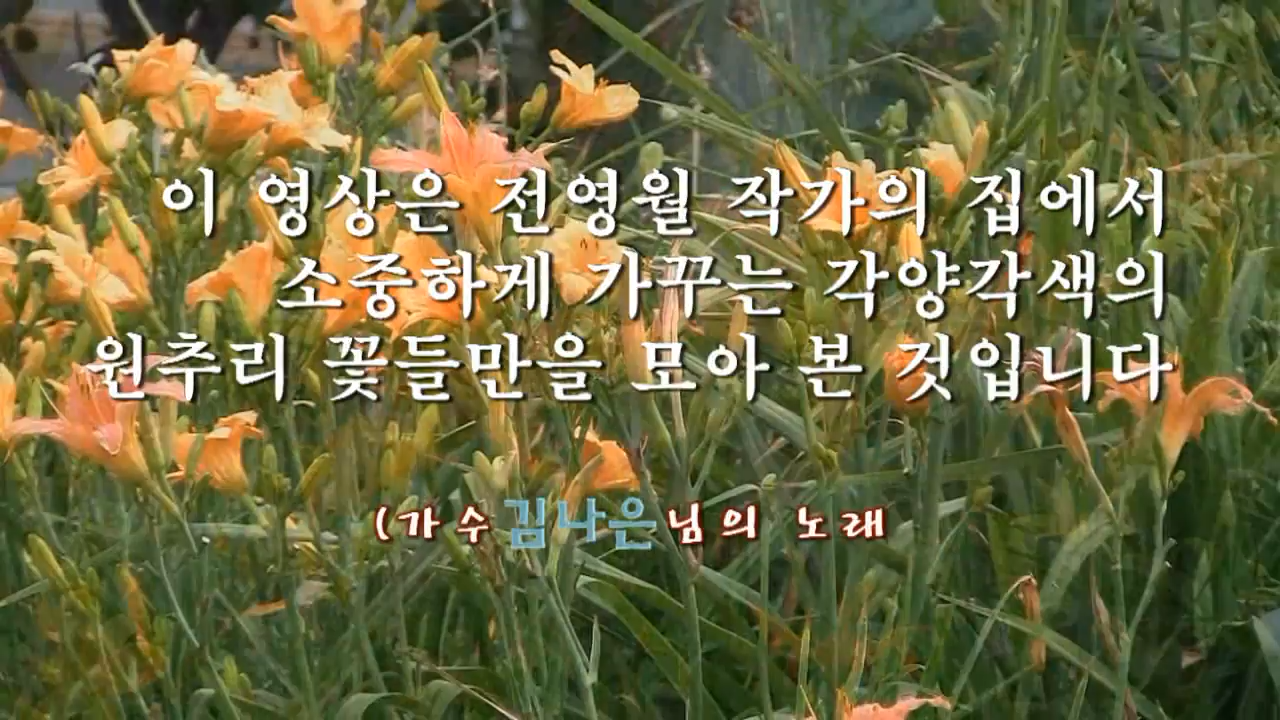 이 영상은 전영월 작가의 집에서
소중하게 가꾸는 각양각색의
원추리 꽃들만을 모아 본 것입니다
(가수김나은님의 노래